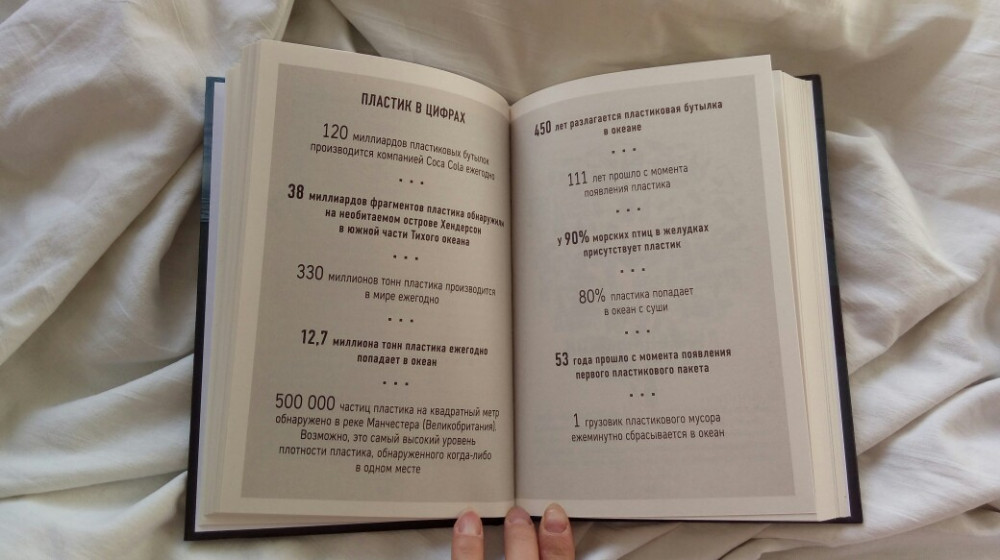 ПЛАСТИК В ЦИФРАХ
120 миллиардов пластиковых бутылок
производится компанией Coca Cola ежегодно
• • •
38 миллиардов фрагментов пластика обнаружили
на необитаемом острове Хендерсон
в южной части Тихого океана
• • •
330 миллионов тонн пластика производится
в мире ежегодно
• • •
12,7 миллиона тонн пластика ежегодно
попадает в океан
• • •
500 000 частиц пластика на квадратный метр
обнаружено в реке Манчестера (Великобритания).
Возможно, это самый высокий уровень
плотности пластика, обнаруженного когда-либо
в одном месте
450 лет разлагается пластиковая бутылка
в океане
• • •
111 лет прошло с момента
появления пластика
• • •
у 90% морских птиц в желудках
присутствует пластик
• • •
80% пластика попадает
в океан с суши
• • •
53 года прошло с момента появления
первого пластикового пакета
• • •
1 грузовик пластикового мусора
ежеминутно сбрасывается в океан